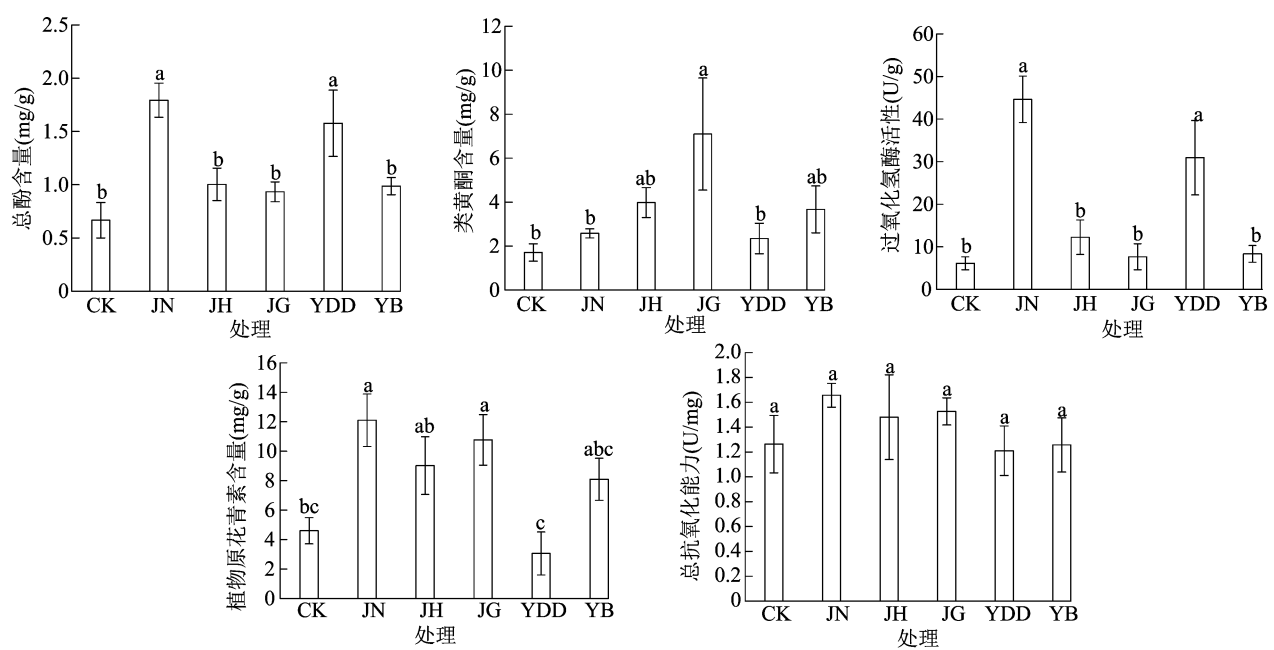 总酚含量(mg/g)
2.5
2.0
1.5
1.0
0.5
0
a
a
b
b
b
b
CK JN JH JG YDD YB
处理
类黄酮含量(mg/g)
12
10
8
6
4
2
0
a
ab
ab
b
b
b
CK JN JH JG YDD YB
处理
过氧化氢酶活性(U/g)
60
50
40
30
20
10
0
a
a
b
b
b
b
CK JN JH JG YDD YB
处理
植物原花青素含量(mg/g)
16
14
12
10
8
6
4
2
0
a
a
ab
abc
bc
c
CK JN JH JG YDD YB
处理
总抗氧化能力(U/mg)
2.0
1.8
1.6
1.4
1.2
1.0
0.8
0.6
0.4
0.2
0
a
a
a
a
a
a
CK JN JH JG YDD YB
处理